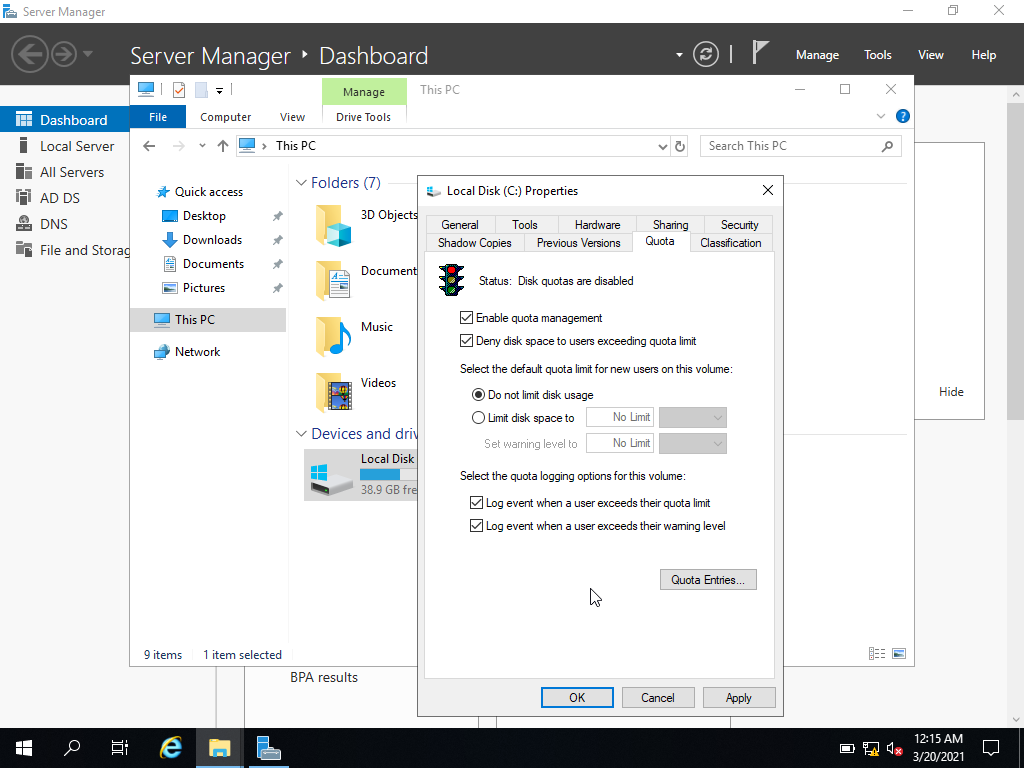 Server Manager
Server Manager ‣ Dashboard
Manage Tools View Help
Manage This PC
File Computer View Drive Tools
This PC
Search This PC
Dashboard
Local Server
All Servers
AD DS
DNS
File and Storag
Quick access
Desktop
Downloads
Documents
Pictures
This PC
Network
Folders (7)
3D Objects
Document
Music
Videos
Devices and driv
Local Disk
38.9 GB fre
9 items 1 item selected
BPA results
Hide
Local Disk (C:) Properties
General Tools Hardware Sharing Security
Shadow Copies Previous Versions Quota Classification
Status: Disk quotas are disabled
Enable quota management
Deny disk space to users exceeding quota limit
Select the default quota limit for new users on this volume:
Do not limit disk usage
Limit disk space to No Limit
Set warning level to No Limit
Select the quota logging options for this volume:
Log event when a user exceeds their quota limit
Log event when a user exceeds their warning level
Quota Entries...
OK Cancel Apply
12:15 AM
3/20/2021